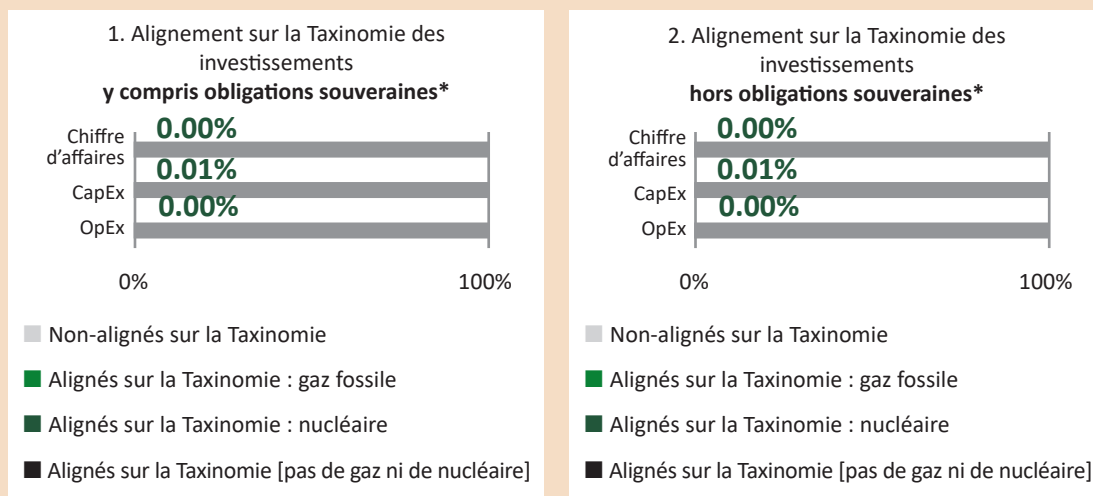 1. Alignement sur la Taxinomie des
investissements
y compris obligations souveraines*
0.00%
Chiffre
d'affaires
0.01%
CapEx
0.00%
OpEx
0%
100%
Non-alignés sur la Taxinomie
Alignés sur la Taxinomie : gaz fossile
Alignés sur la Taxinomie : nucléaire
Alignés sur la Taxinomie [pas de gaz ni de nucléaire]
2. Alignement sur la Taxinomie des
investissements
hors obligations souveraines*
0.00%
Chiffre
d'affaires
0.01%
CapEx
0.00%
OpEx
0%
100%
Non-alignés sur la Taxinomie
Alignés sur la Taxinomie : gaz fossile
Alignés sur la Taxinomie : nucléaire
Alignés sur la Taxinomie [pas de gaz ni de nucléaire]